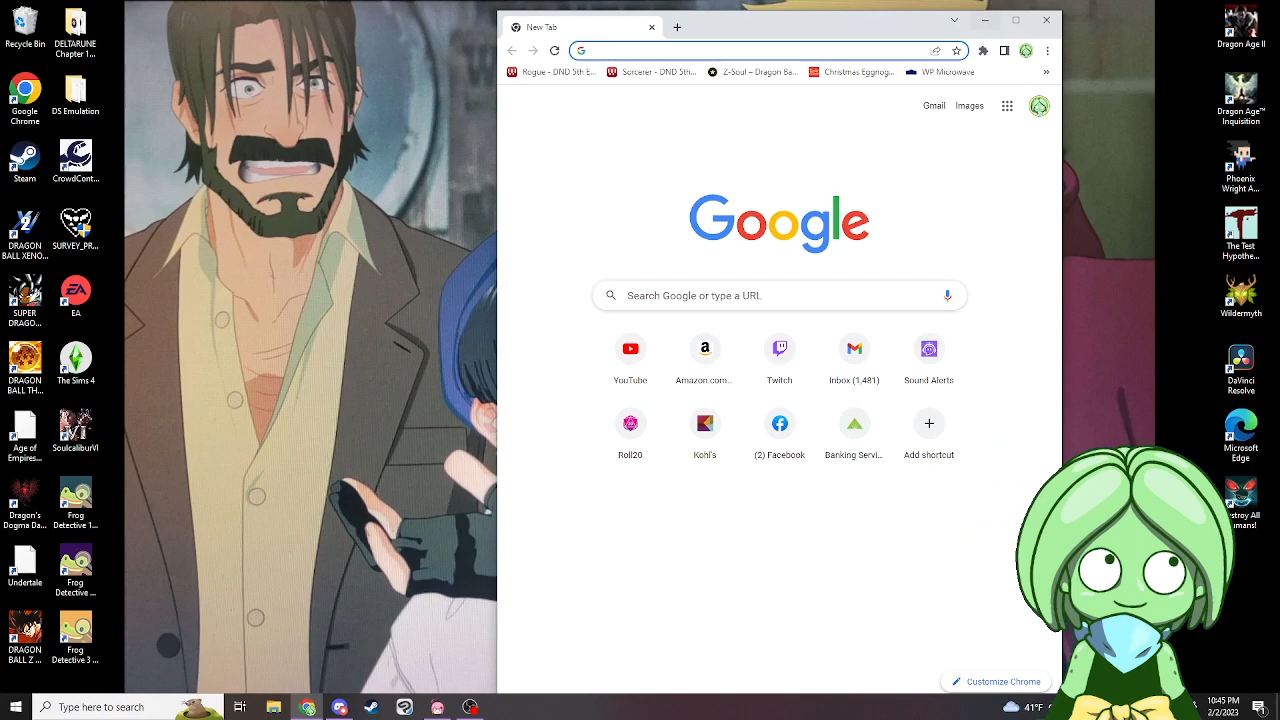 Recycle Bin
DELTARUNE
Chapter 1...
Google
Chrome
DS Emulation
Steam
CrowdCont...
DRAGON
BALL XENO...
SURVEY_PR...
SUPER
DRAGO...
EA
DRAGON
BALL TH...
The Sims 4
Age of
Empire...
SoulcaliburVI
Dragon's
Dogma Da...
Frog
Detective 1...
Undertale
Frog
Detective ...
DRAGON
BALL Z ...
Frog
Detective 3 ...
New Tab
Rogue - DND 5th E...
Sorcerer - DND 5th...
Z-Soul – Dragon Ba...
Christmas Eggnog...
WP Microwave
»
Gmail
Images
Google
Search Google or type a URL
YouTube
Amazon.com...
Twitch
Inbox (1,481)
Sound Alerts
Roll20
Kohl's
(2) Facebook
Banking Servi...
Add shortcut
Customize Chrome
Dragon Age II
Dragon Age™
Inquisition
Phoenix
Wright A...
The Test
Hypothe...
Wildermyth
DaVinci
Resolve
Microsoft
Edge
Type here to search
41°F
10:45 PM
2/2/2023